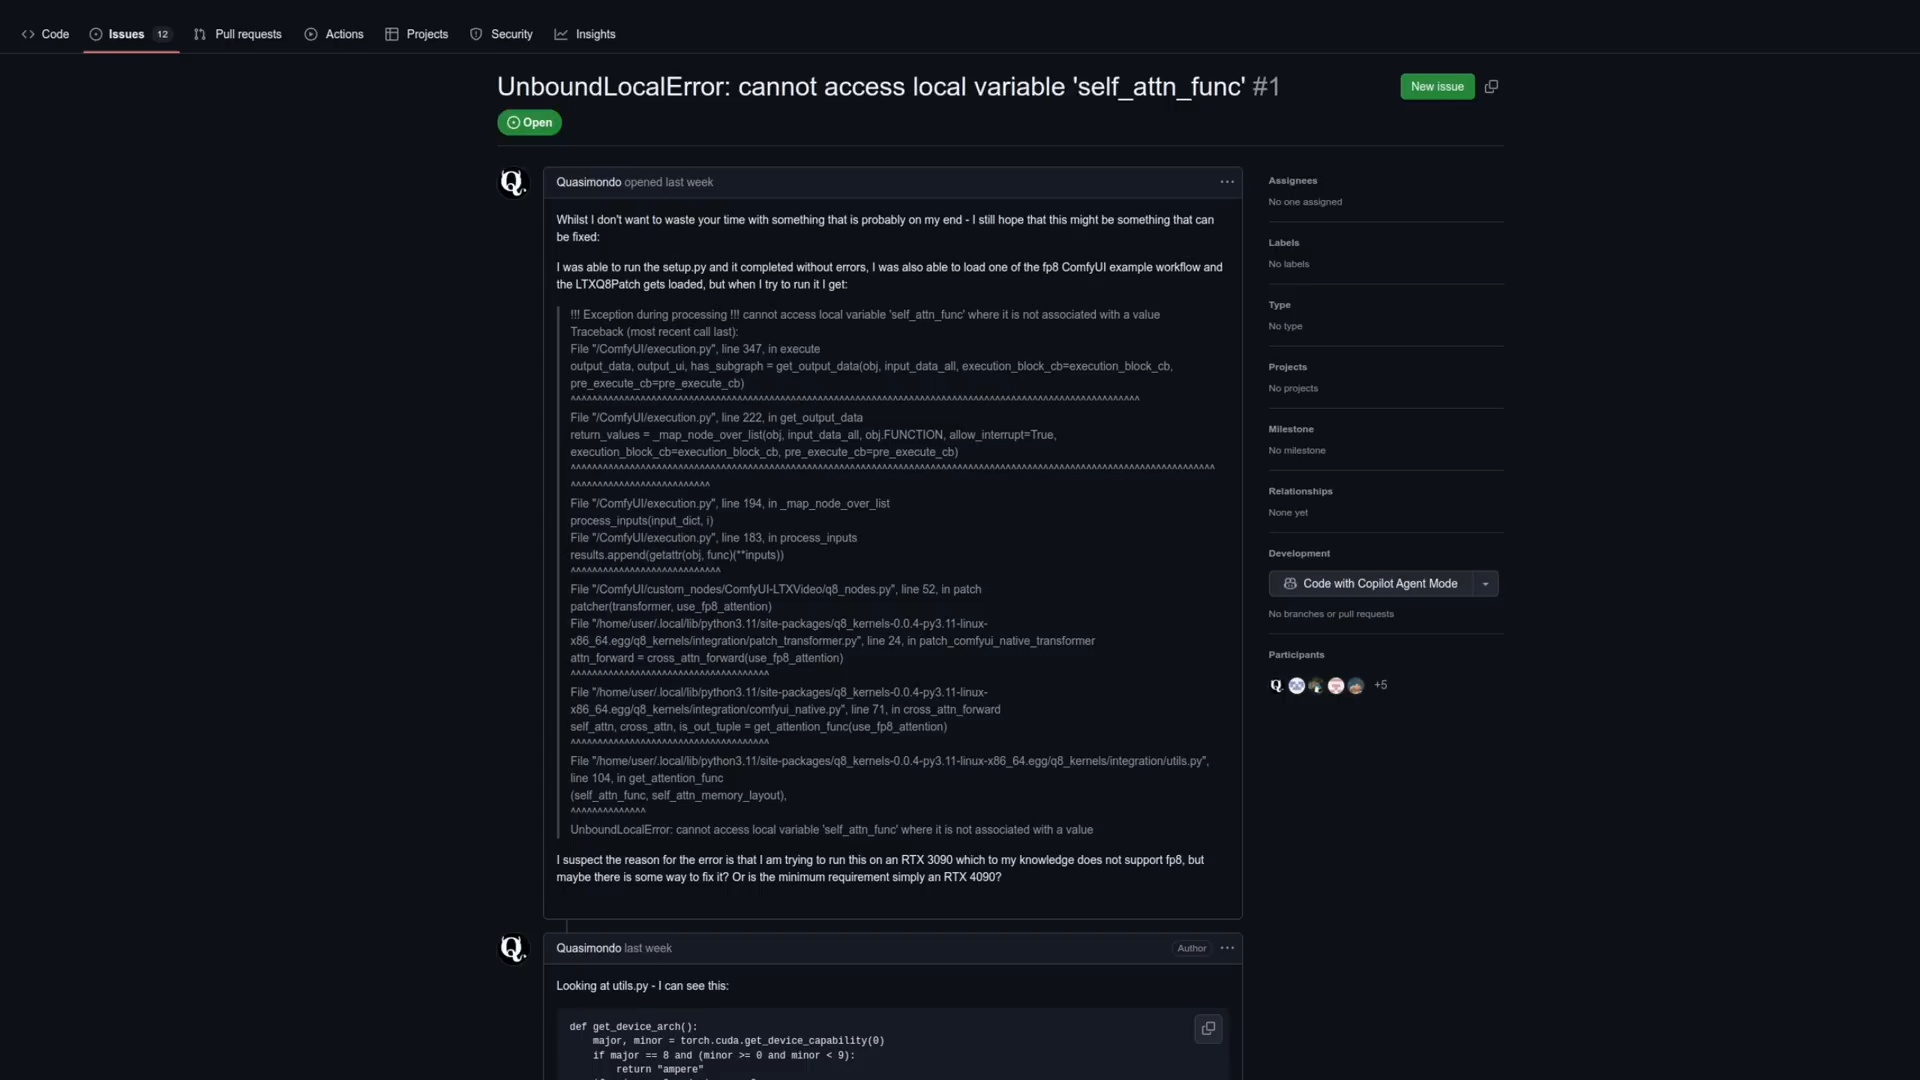 Code
Issues 12
Pull requests
Actions
Projects
Security
Insights
UnboundLocalError: cannot access local variable 'self_attn_func' #1
New issue
Open
Quasimondo opened last week
Whilst I don't want to waste your time with something that is probably on my end - I still hope that this might be something that can
be fixed:
I was able to run the setup.py and it completed without errors, I was also able to load one of the fp8 ComfyUI example workflow and
the LTXQ8Patch gets loaded, but when I try to run it I get:
!!! Exception during processing !!! cannot access local variable 'self_attn_func' where it is not associated with a value
Traceback (most recent call last):
File "/ComfyUI/execution.py", line 347, in execute
output_data, output_ui, has_subgraph = get_output_data(obj, input_data_all, execution_block_cb=execution_block_cb,
pre_execute_cb=pre_execute_cb)
^^^^^^^^^^^^^^^^^^^^^^^^^^^^^^^^^^^^^^^^^^^^^^^^^^^^^^^^^^^^^^^^^^^^^^^^^^^^^^^^^^^^^^^^^^^^^^^^^^^^^^^^^^
File "/ComfyUI/execution.py", line 222, in get_output_data
return_values = _map_node_over_list(obj, input_data_all, obj.FUNCTION, allow_interrupt=True,
execution_block_cb=execution_block_cb, pre_execute_cb=pre_execute_cb)
^^^^^^^^^^^^^^^^^^^^^^^^^^^^^^^^^^^^^^^^^^^^^^^^^^^^^^^^^^^^^^^^^^^^^^^^^^^^^^^^^^^^^^^^^^^^^^^^^^^^^^^^^^^^^^^^^^^^^^^^
^^^^^^^^^^^^^^^^^^^^^^^^^^
File "/ComfyUI/execution.py", line 194, in _map_node_over_list
process_inputs(input_dict, i)
File "/ComfyUI/execution.py", line 183, in process_inputs
results.append(getattr(obj, func)(**inputs))
^^^^^^^^^^^^^^^^^^^^^^^^^^^^
File "/ComfyUI/custom_nodes/ComfyUI-LTXVideo/q8_nodes.py", line 52, in patch
patcher(transformer, use_fp8_attention)
File "/home/user/.local/lib/python3.11/site-packages/q8_kernels-0.0.4-py3.11-linux-
x86_64.egg/q8_kernels/integration/patch_transformer.py", line 24, in patch_comfyui_native_transformer
attn_forward = cross_attn_forward(use_fp8_attention)
^^^^^^^^^^^^^^^^^^^^^^^^^^^^^^^^^^^^^
File "/home/user/.local/lib/python3.11/site-packages/q8_kernels-0.0.4-py3.11-linux-
x86_64.egg/q8_kernels/integration/comfyui_native.py", line 71, in cross_attn_forward
self_attn, cross_attn, is_out_tuple = get_attention_func(use_fp8_attention)
^^^^^^^^^^^^^^^^^^^^^^^^^^^^^^^^^^^^^
File "/home/user/.local/lib/python3.11/site-packages/q8_kernels-0.0.4-py3.11-linux-x86_64.egg/q8_kernels/integration/utils.py",
line 104, in get_attention_func
(self_attn_func, self_attn_memory_layout),
^^^^^^^^^^^^^^
UnboundLocalError: cannot access local variable 'self_attn_func' where it is not associated with a value
I suspect the reason for the error is that I am trying to run this on an RTX 3090 which to my knowledge does not support fp8, but
maybe there is some way to fix it? Or is the minimum requirement simply an RTX 4090?
Quasimondo last week
Author
Looking at utils.py - I can see this:
def get_device_arch():
major, minor = torch.cuda.get_device_capability(0)
if major == 8 and (minor >= 0 and minor < 9):
return "ampere"
Assignees
No one assigned
Labels
No labels
Type
No type
Projects
No projects
Milestone
No milestone
Relationships
None yet
Development
Code with Copilot Agent Mode
No branches or pull requests
Participants
+5